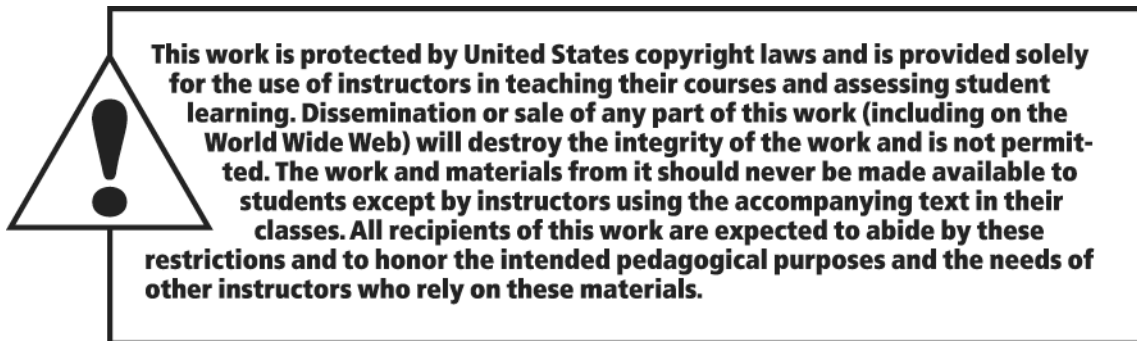 This work is protected by United States copyright laws and is provided solely
for the use of instructors in teaching their courses and assessing student
learning. Dissemination or sale of any part of this work (including on the
World Wide Web) will destroy the integrity of the work and is not permit-
ted. The work and materials from it should never be made available to
students except by instructors using the accompanying text in their
classes. All recipients of this work are expected to abide by these
restrictions and to honor the intended pedagogical purposes and the needs of
other instructors who rely on these materials.